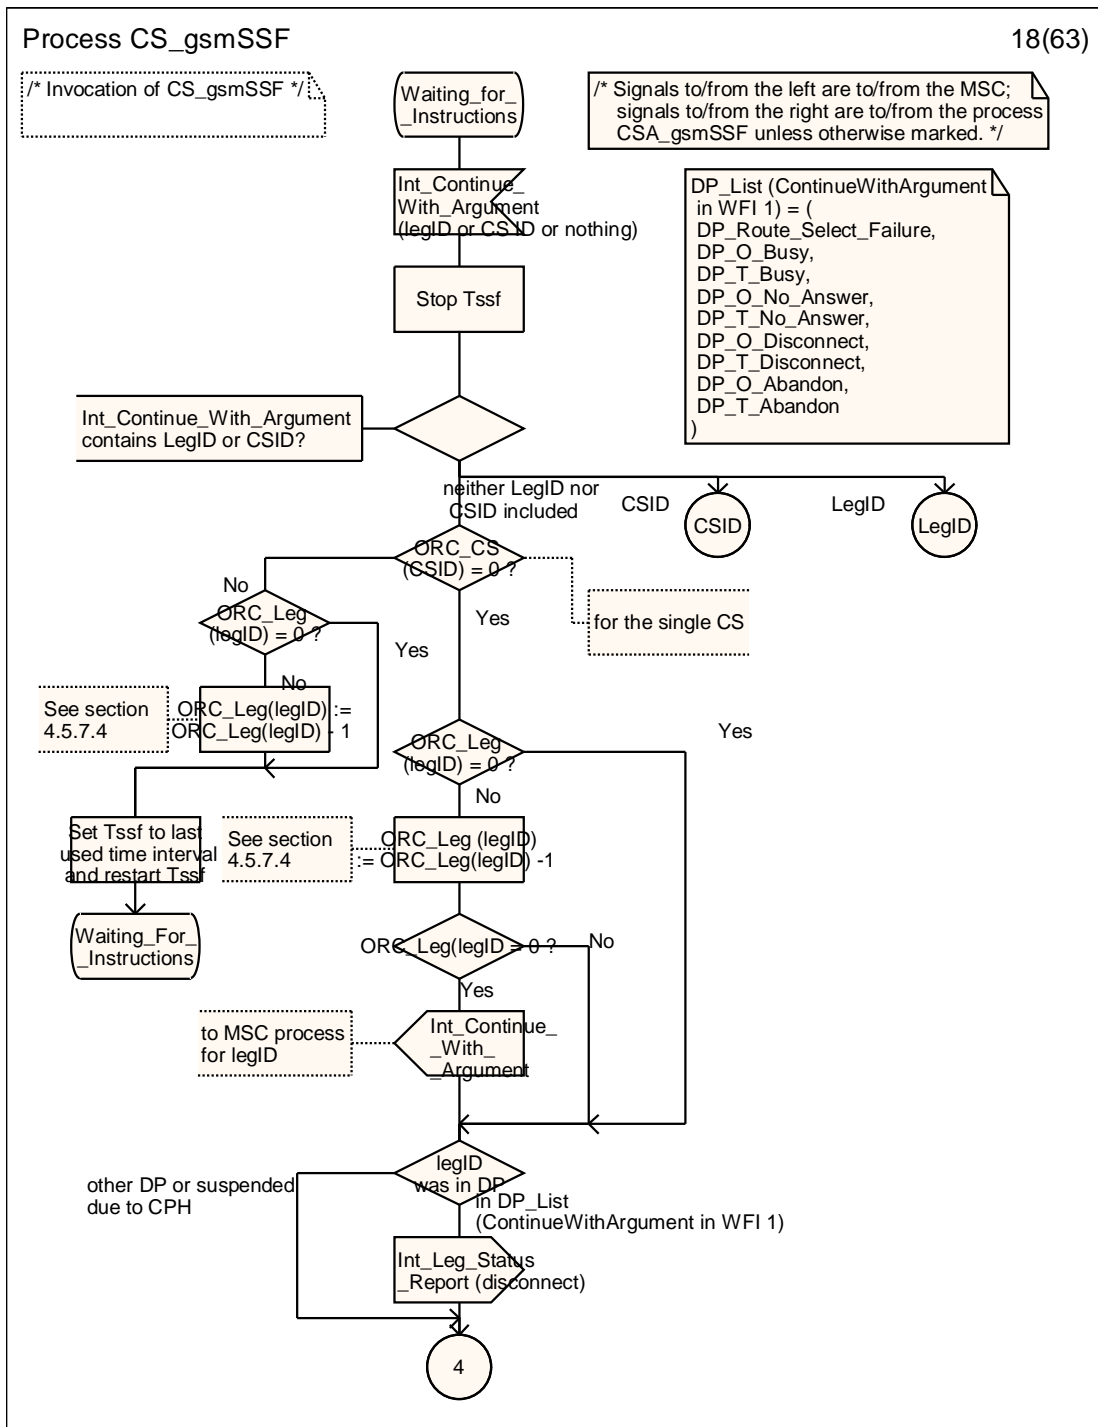 Process CS_gsmSSF
18(63)
/* Invocation of CS_gsmSSF */
Waiting_for_
_Instructions
/* Signals to/from the left are to/from the MSC;
signals to/from the right are to/from the process
CSA_gsmSSF unless otherwise marked. */
Int_Continue_
With_Argument
(legID or CS ID or nothing)
DP_List (ContinueWithArgument
in WFI 1) = (
DP_Route_Select_Failure,
DP_O_Busy,
DP_T_Busy,
DP_O_No_Answer,
DP_T_No_Answer,
DP_O_Disconnect,
DP_T_Disconnect,
DP_O_Abandon,
DP_T_Abandon
)
Stop Tssf
Int_Continue_With_Argument
contains LegID or CSID?
neither LegID nor
CSID included
CSID
CSID
LegID
LegID
ORC_CS
(CSID) = 0 ?
No
Yes
for the single CS
ORC_Leg
(legID) = 0 ?
Yes
No
See section
4.5.7.4
ORC_Leg(legID) :=
ORC_Leg(legID) - 1
ORC_Leg
(legID) = 0 ?
Yes
No
Set Tssf to last
used time interval
and restart Tssf
See section
4.5.7.4
ORC_Leg (legID)
:= ORC_Leg(legID) -1
Waiting_For_
_Instructions
ORC_Leg(legID = 0 ?
No
Yes
to MSC process
for legID
Int_Continue_
_With_
_Argument
legID
was in DP
other DP or suspended
due to CPH
in DP_List
(ContinueWithArgument in WFI 1)
Int_Leg_Status
_Report (disconnect)
4